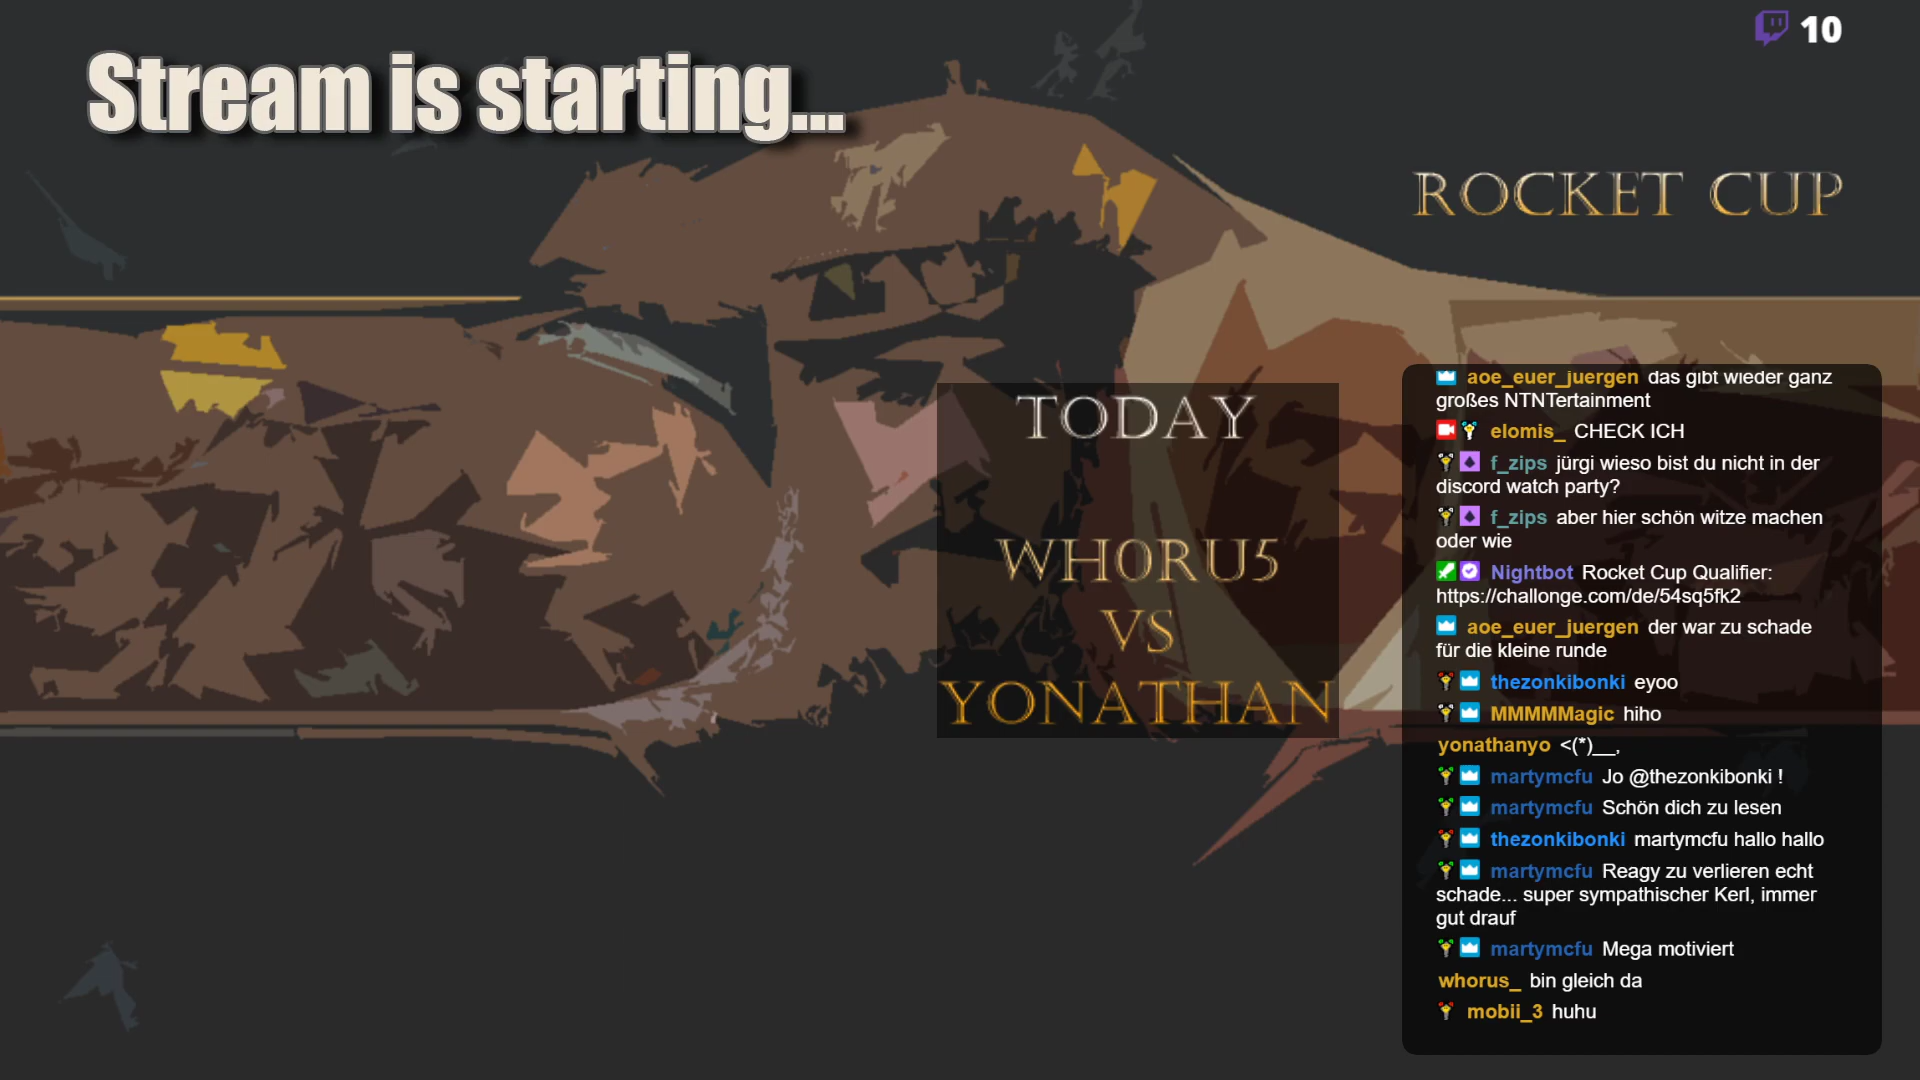 Stream is starting...
10
ROCKET CUP
TODAY
WH0RU5
VS
YONATHAN
aoe_euer_juergen das gibt wieder ganz
großes NTNTertainment
elomis_ CHECK ICH
f_zips jürgi wieso bist du nicht in der
discord watch party?
f_zips aber hier schön witze machen
oder wie
Nightbot Rocket Cup Qualifier:
https://challonge.com/de/54sq5fk2
aoe_euer_juergen der war zu schade
für die kleine runde
thezonkibonki eyoo
MMMMMagic hiho
yonathanyo <(*)__,
martymcfu Jo @thezonkibonki !
martymcfu Schön dich zu lesen
thezonkibonki martymcfu hallo hallo
martymcfu Reagy zu verlieren echt
schade... super sympathischer Kerl, immer
gut drauf
martymcfu Mega motiviert
whorus_ bin gleich da
mobii_3 huhu